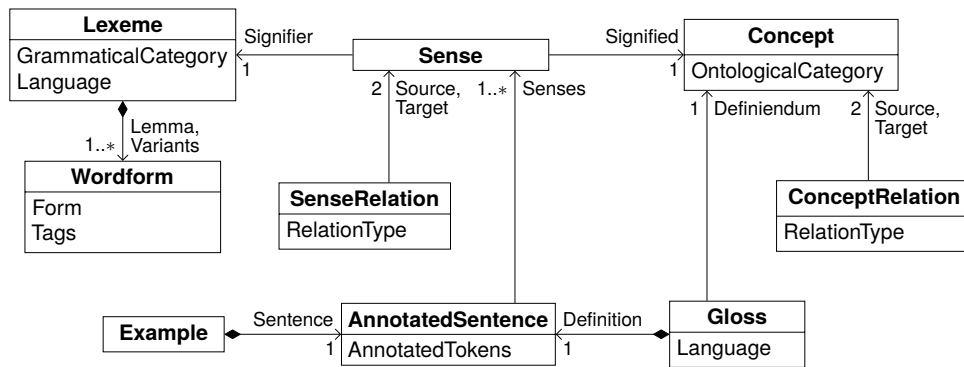 Lexeme
GrammaticalCategory
Language
Signifier
1
Sense
Signified
1
Concept
OntologicalCategory
2
Source,
Target
1..*
Senses
1
Definiendum
2
Source,
Target
1..*
Lemma,
Variants
Wordform
Form
Tags
SenseRelation
RelationType
ConceptRelation
RelationType
Example
Sentence
1
AnnotatedSentence
AnnotatedTokens
Definition
1
Gloss
Language